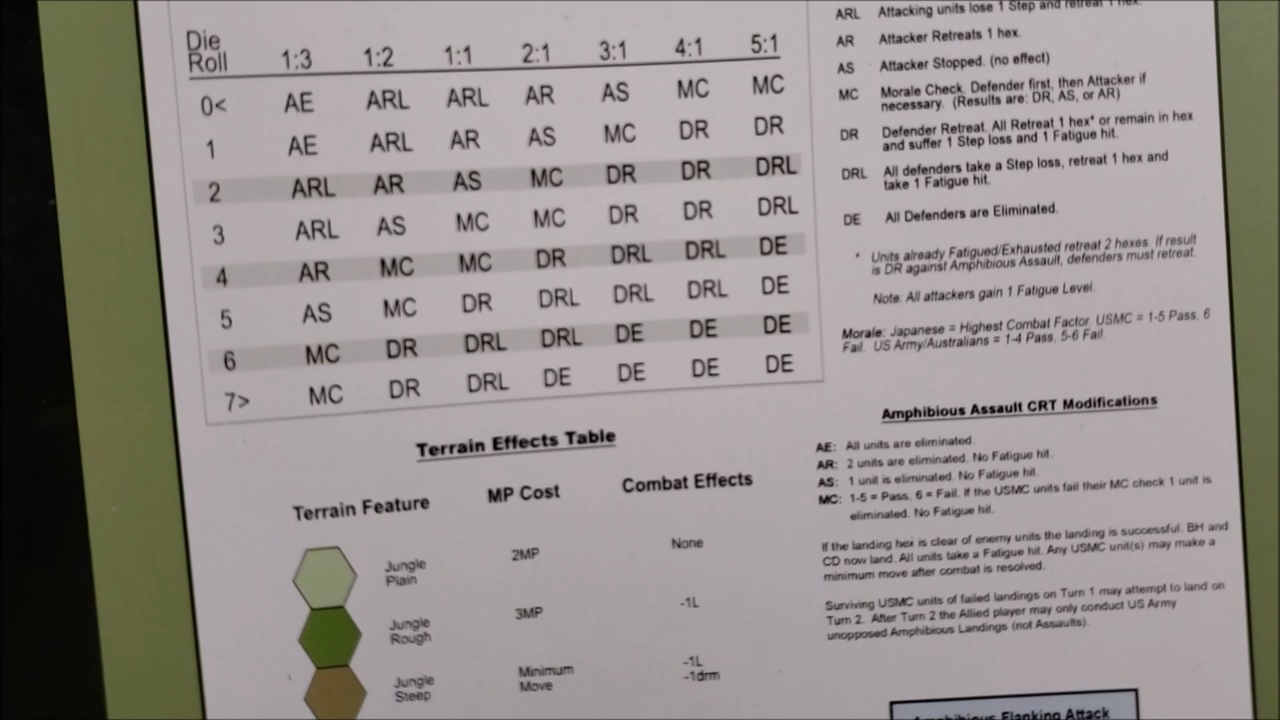 ARL Attacking units lose 1 Step and retreat 1 hex.
AR Attacker Retreats 1 hex.
AS Attacker Stopped. (no effect)
MC Morale Check. Defender first, then Attacker if
necessary. (Results are: DR, AS, or AR)
DR Defender Retreat. All Retreat 1 hex* or remain in hex
and suffer 1 Step loss and 1 Fatigue hit.
DRL All defenders take a Step loss, retreat 1 hex and
take 1 Fatigue hit.
DE All Defenders are Eliminated.
* Units already Fatigued/Exhausted retreat 2 hexes. If result
is DR against Amphibious Assault, defenders must retreat.
Note: All attackers gain 1 Fatigue Level.
Morale: Japanese = Highest Combat Factor. USMC = 1-5 Pass, 6
Fail. US Army/Australians = 1-4 Pass, 5-6 Fail.
Die
Roll 1:3 1:2 1:1 2:1 3:1 4:1 5:1
0< AE ARL ARL AR AS MC MC
1 AE ARL AR AS MC DR DR
2 ARL AR AS MC DR DR DRL
3 ARL AS MC MC DR DR DRL
4 AR MC MC DR DRL DRL DE
5 AS MC DR DRL DRL DRL DE
6 MC DR DRL DRL DE DE DE
7> MC DR DRL DE DE DE DE
Terrain Effects Table
Terrain Feature MP Cost Combat Effects
Jungle
Plain 2MP None
Jungle
Rough 3MP -1L
Jungle
Steep Minimum
Move -1L
-1drm
Amphibious Assault CRT Modifications
AE: All units are eliminated.
AR: 2 units are eliminated. No Fatigue hit.
AS: 1 unit is eliminated. No Fatigue hit.
MC: 1-5 = Pass, 6 = Fail. If the USMC units fail their MC check 1 unit is
eliminated. No Fatigue hit.
If the landing hex is clear of enemy units the landing is successful. BH and
CD now land. All units take a Fatigue hit. Any USMC unit(s) may make a
minimum move after combat is resolved.
Surviving USMC units of failed landings on Turn 1 may attempt to land on
Turn 2. After Turn 2 the Allied player may only conduct US Army
unopposed Amphibious Landings (not Assaults).
Amphibious Flanking Attack